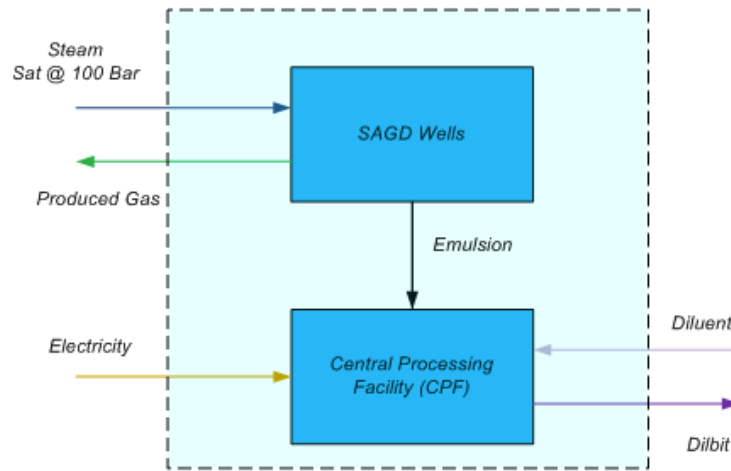 Steam
Sat @ 100 Bar
SAGD Wells
Produced Gas
Emulsion
Electricity
Central Processing
Facility (CPF)
Diluent
Dilbit